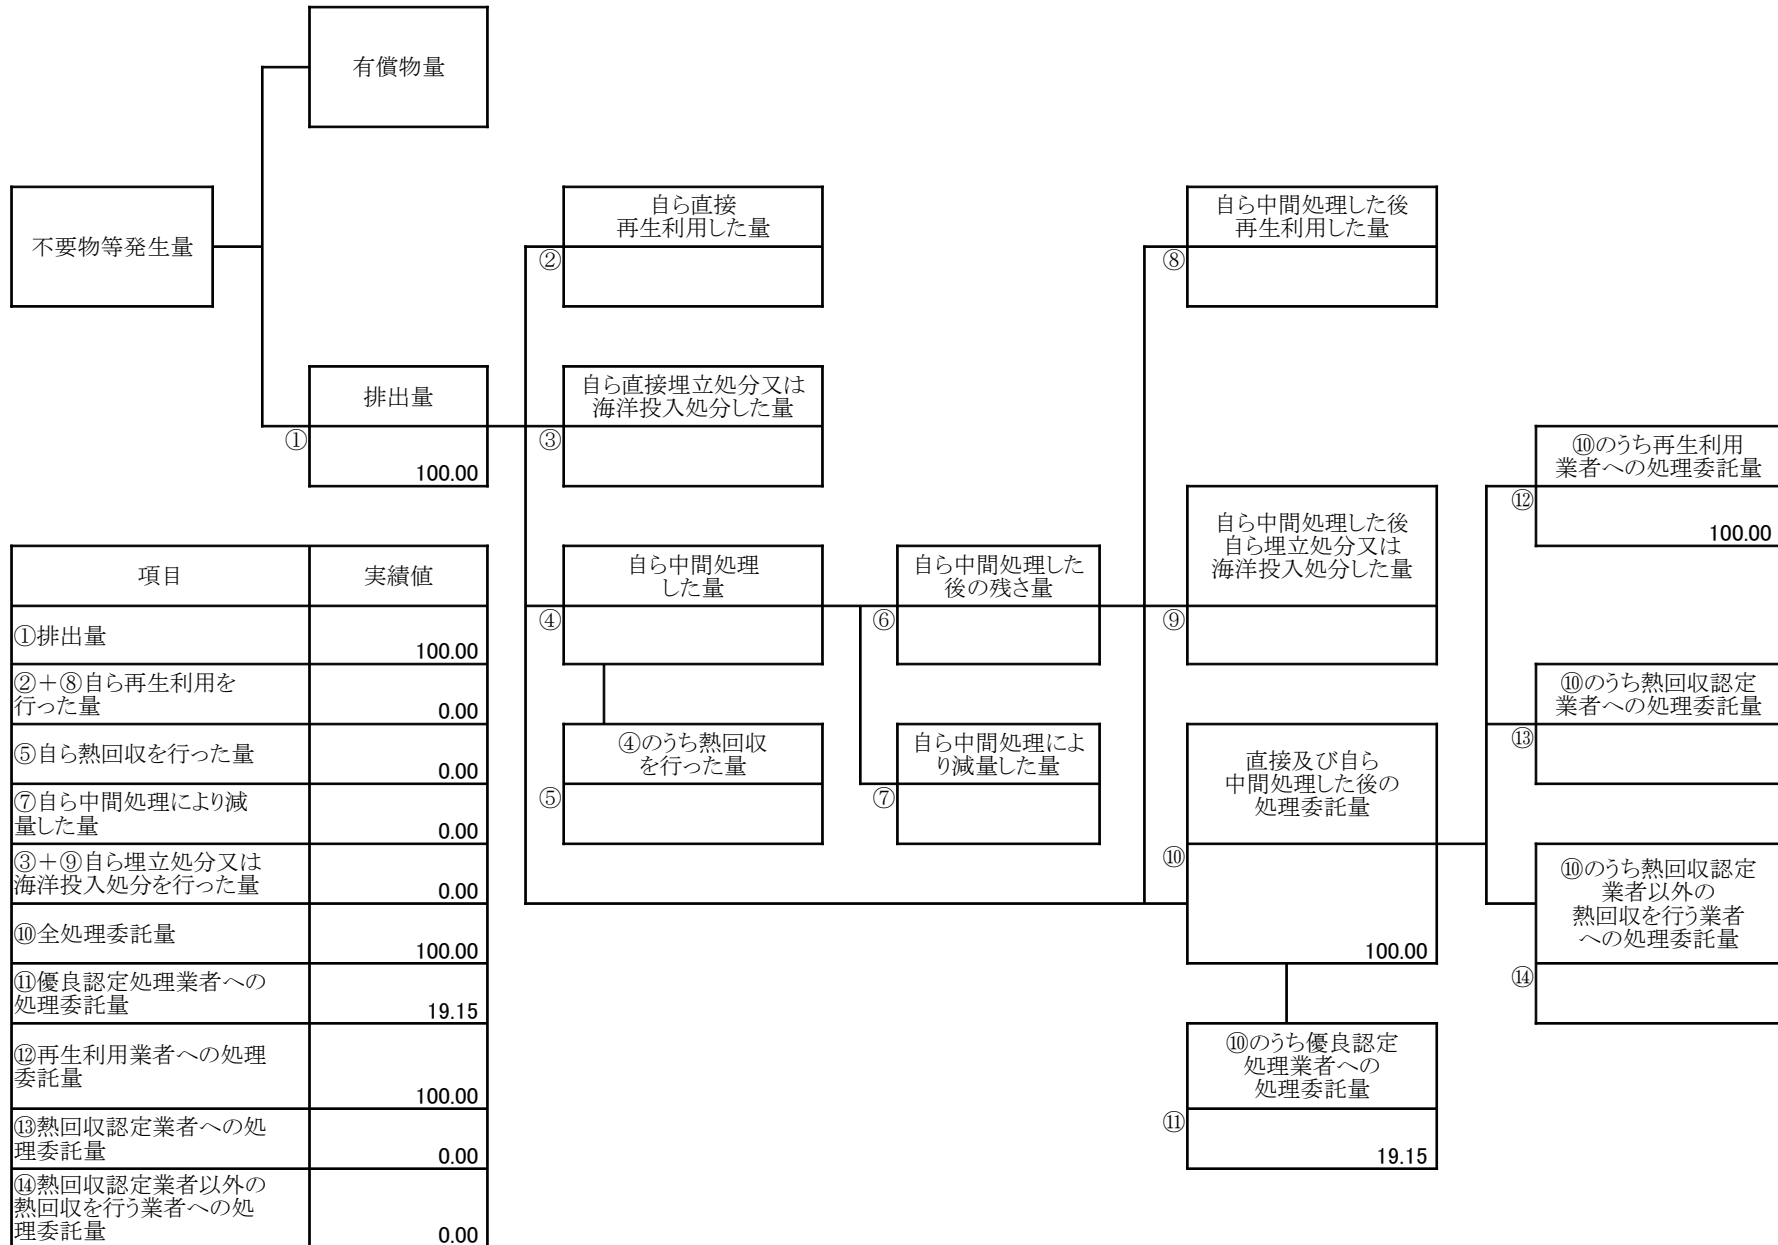 有償物量
不要物等発生量
自ら直接
再生利用した量
②
自ら中間処理した後
再生利用した量
⑧
排出量
①
100.00
自ら直接埋立処分又は
海洋投入処分した量
③
⑩のうち再生利用
業者への処理委託量
⑫
100.00
自ら中間処理
した量
④
自ら中間処理した
後の残さ量
⑥
自ら中間処理した後
自ら埋立処分又は
海洋投入処分した量
⑨
④のうち熱回収
を行った量
⑤
自ら中間処理によ
り減量した量
⑦
直接及び自ら
中間処理した後の
処理委託量
⑩
100.00
⑩のうち熱回収認定
業者への処理委託量
⑬
⑩のうち熱回収認定
業者以外の
熱回収を行う業者
への処理委託量
⑭
⑩のうち優良認定
処理業者への
処理委託量
⑪
19.15
項目 実績値
①排出量
100.00
②+⑧自ら再生利用を
行った量
0.00
⑤自ら熱回収を行った量
0.00
⑦自ら中間処理により減
量した量
0.00
③+⑨自ら埋立処分又は
海洋投入処分を行った量
0.00
⑩全処理委託量
100.00
⑪優良認定処理業者への
処理委託量
19.15
⑫再生利用業者への処理
委託量
100.00
⑬熱回収認定業者への処
理委託量
0.00
⑭熱回収認定業者以外の
熱回収を行う業者への処
理委託量
0.00